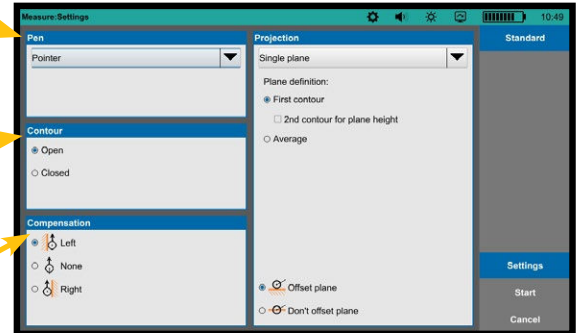 Measure:Settings
10:49
Pen
Pointer
Contour
Open
Closed
Compensation
Left
None
Right
Projection
Single plane
Plane definition:
First contour
2nd contour for plane height
Average
Offset plane
Don't offset plane
Standard
Settings
Start
Cancel